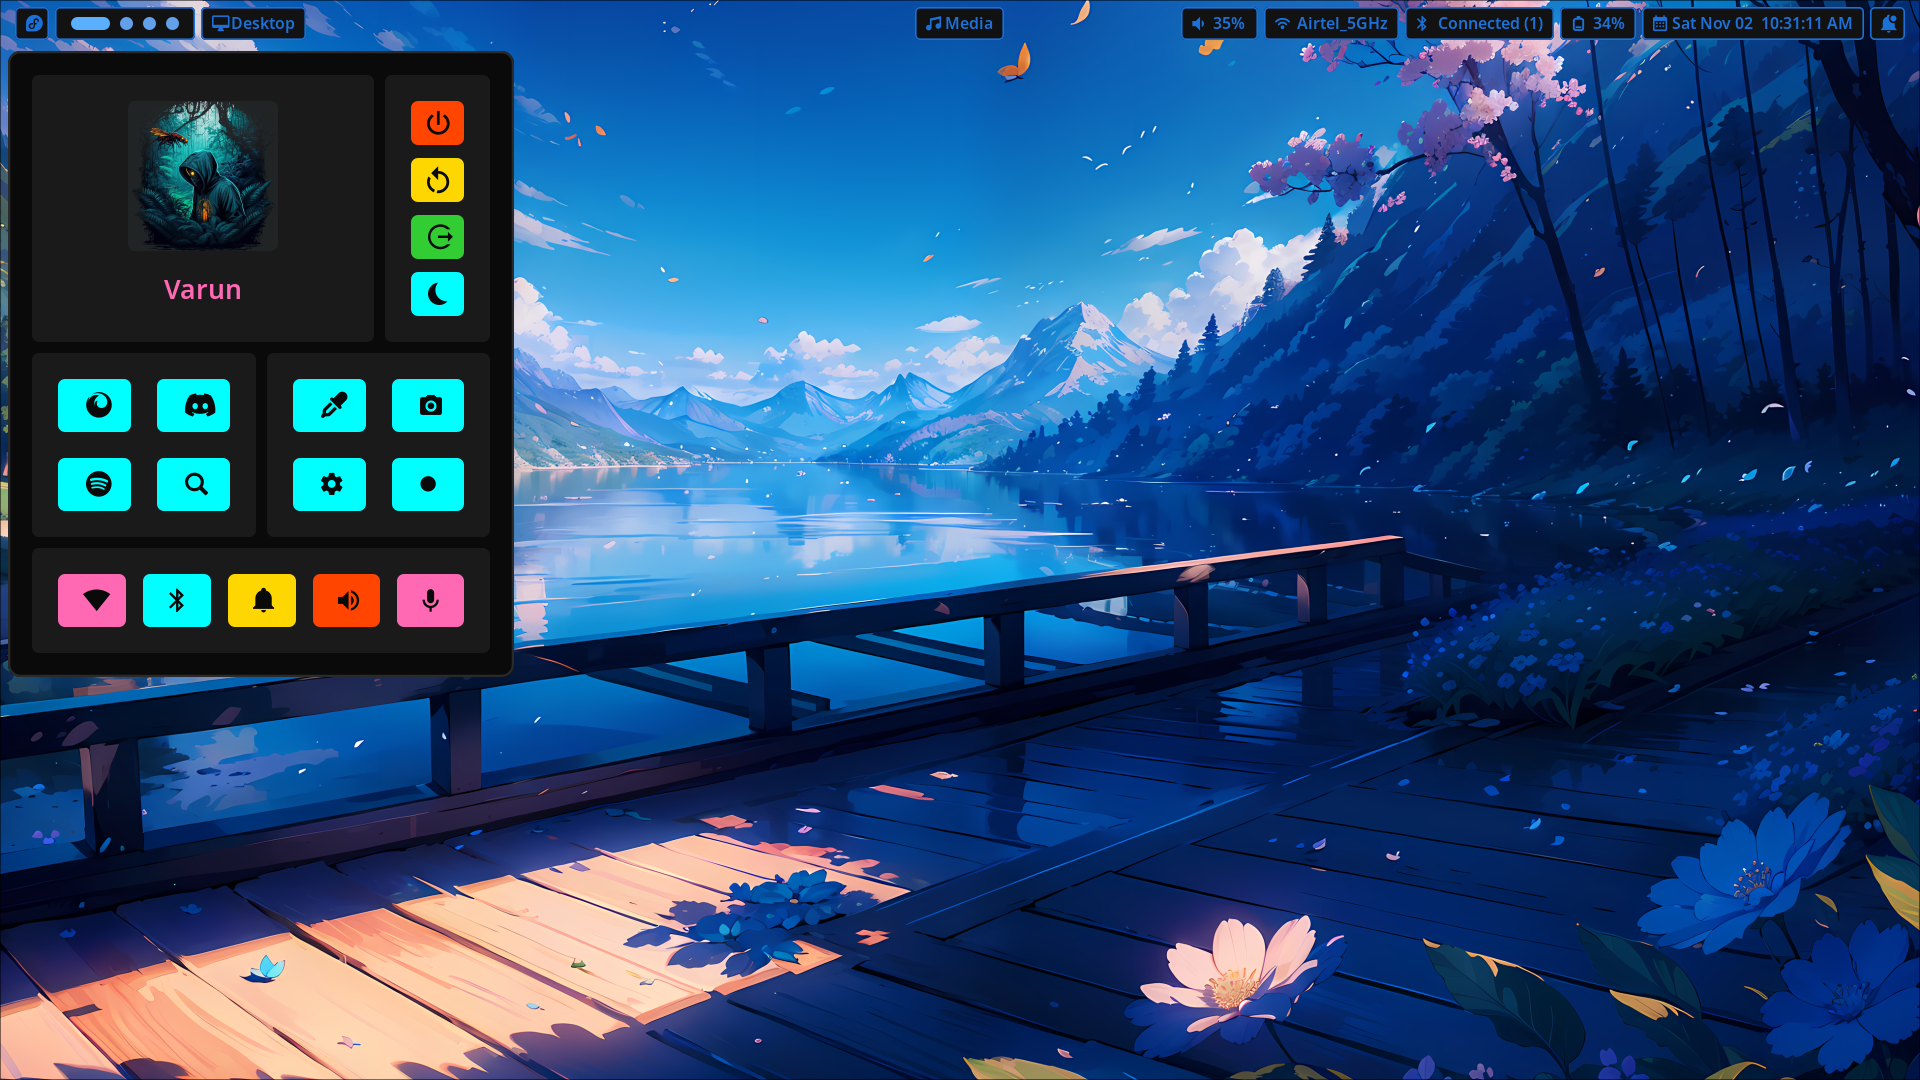 Desktop
Media
35%
Airtel_5GHz
Connected (1)
34%
Sat Nov 02 10:31:11 AM
Varun